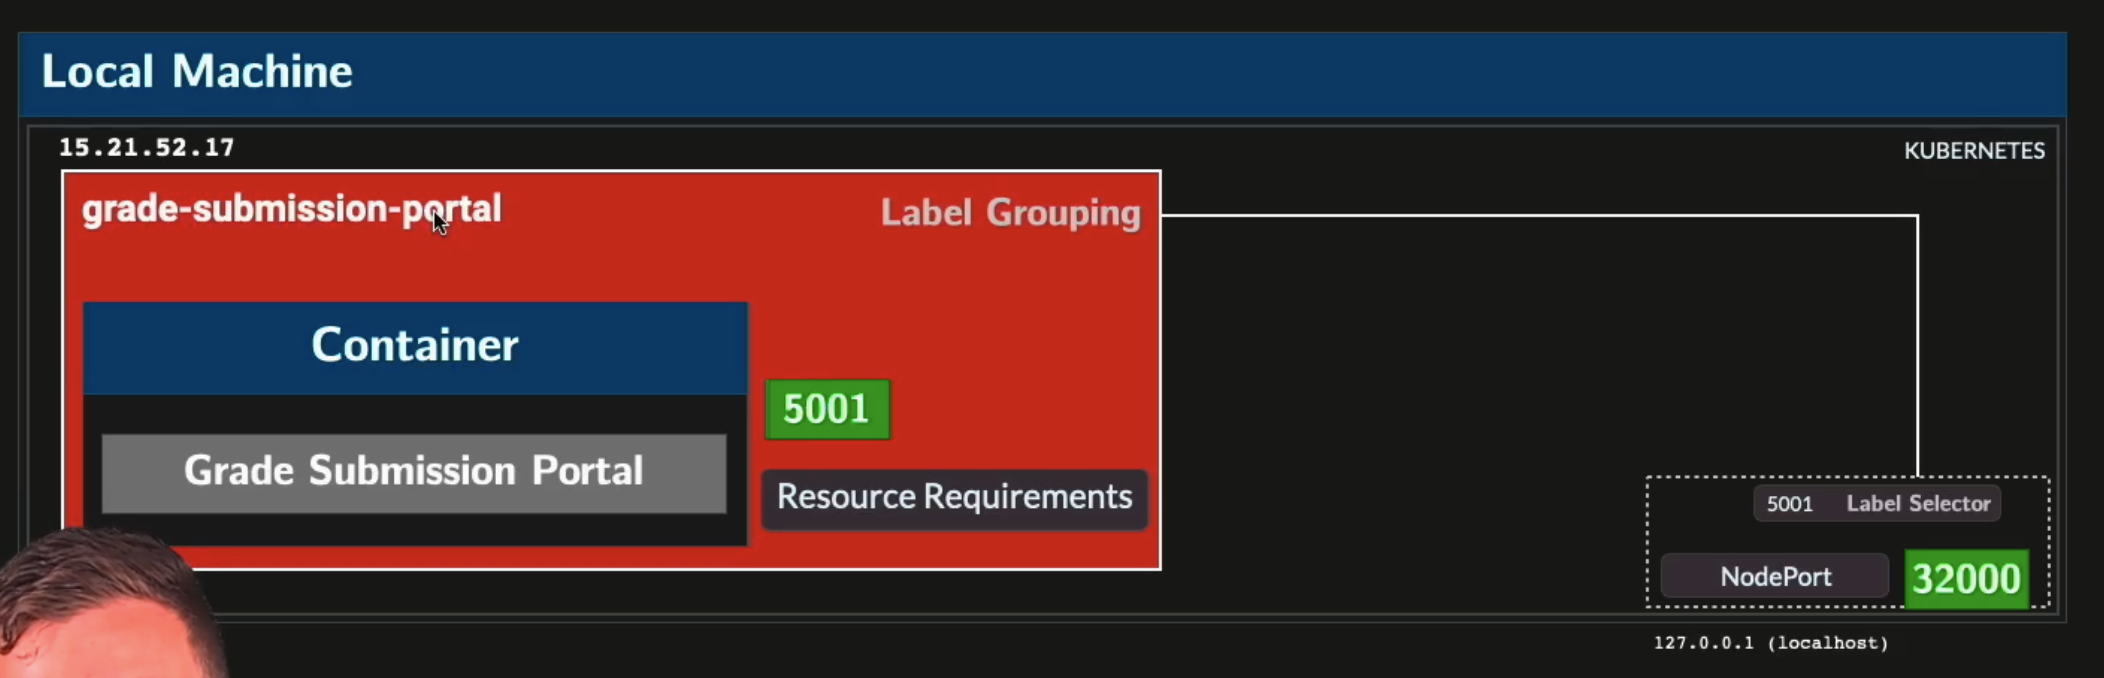 Local Machine
15.21.52.17
KUBERNETES
grade-submission-portal
Label Grouping
Container
5001
Grade Submission Portal
Resource Requirements
5001 Label Selector
NodePort
32000
127.0.0.1 (localhost)